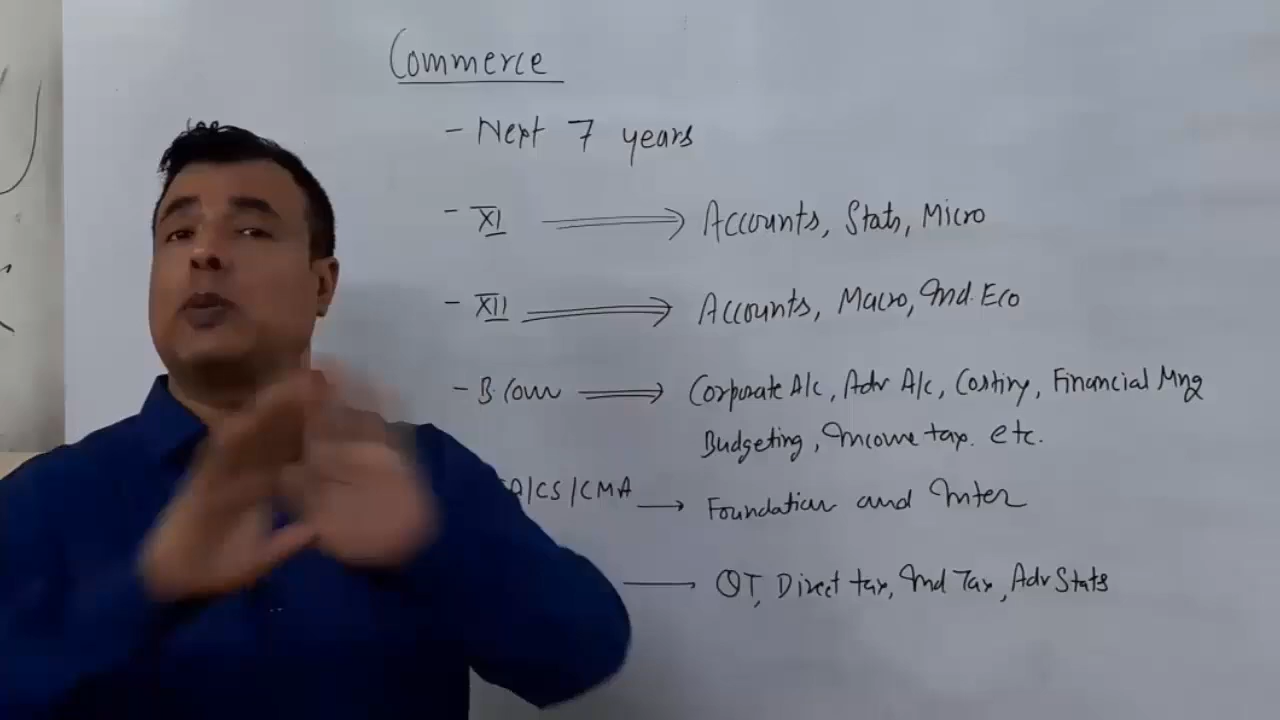 Commerce
- Next 7 years
- XI ⟹ Accounts, Stats, Micro
- XII ⟹ Accounts, Macro, Ind. Eco
- B.Com ⟹ Corporate A/c, Adv A/c, Costing, Financial Mng
Budgeting, Income tax. etc.
A/CS/CMA → Foundation and Inter
→ QT, Direct tax, Ind Tax, Adv Stats